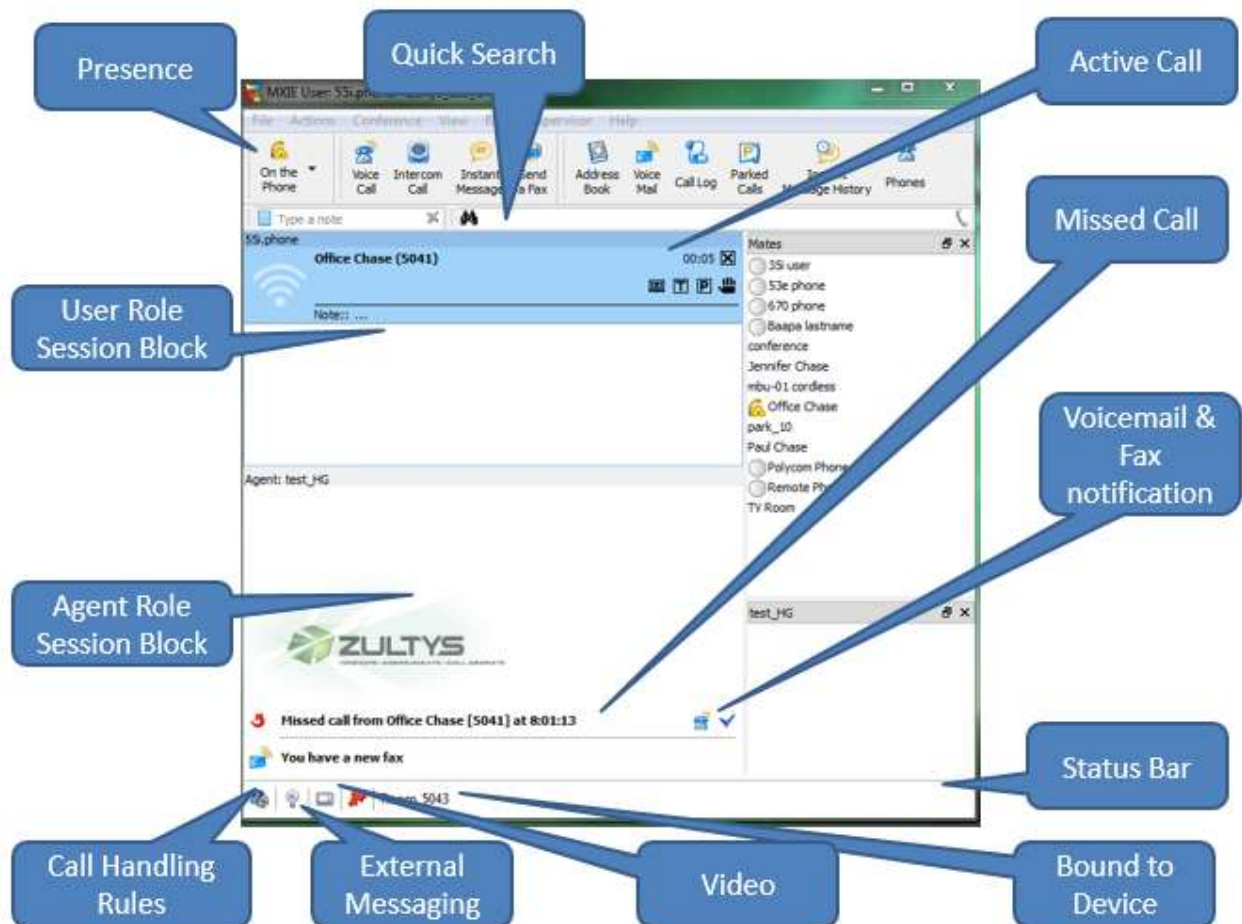 Presence
Quick Search
Active Call
MXIE User: 55i.phone
File Actions Conference View Help
On the
Phone
Voice
Call
Intercom
Call
Instant
Message
Send
Fax
Address
Book
Voice
Mail
Call Log
Parked
Calls
Message History
Phones
Type a note
Missed Call
55i.phone
Office Chase (5041) 00:05
T P
Note:: ...
Mates
35i user
53e phone
670 phone
Baapa lastname
conference
Jennifer Chase
mbu-01 cordless
Office Chase
park_10
Paul Chase
Polycom Phone
Remote
TV Room
User Role
Session Block
Voicemail &
Fax
notification
Agent: test_HG
Agent Role
Session Block
test_HG
ZULTYS
Missed call from Office Chase [5041] at 8:01:13
You have a new fax
Status Bar
5043
Call Handling
Rules
External
Messaging
Video
Bound to
Device